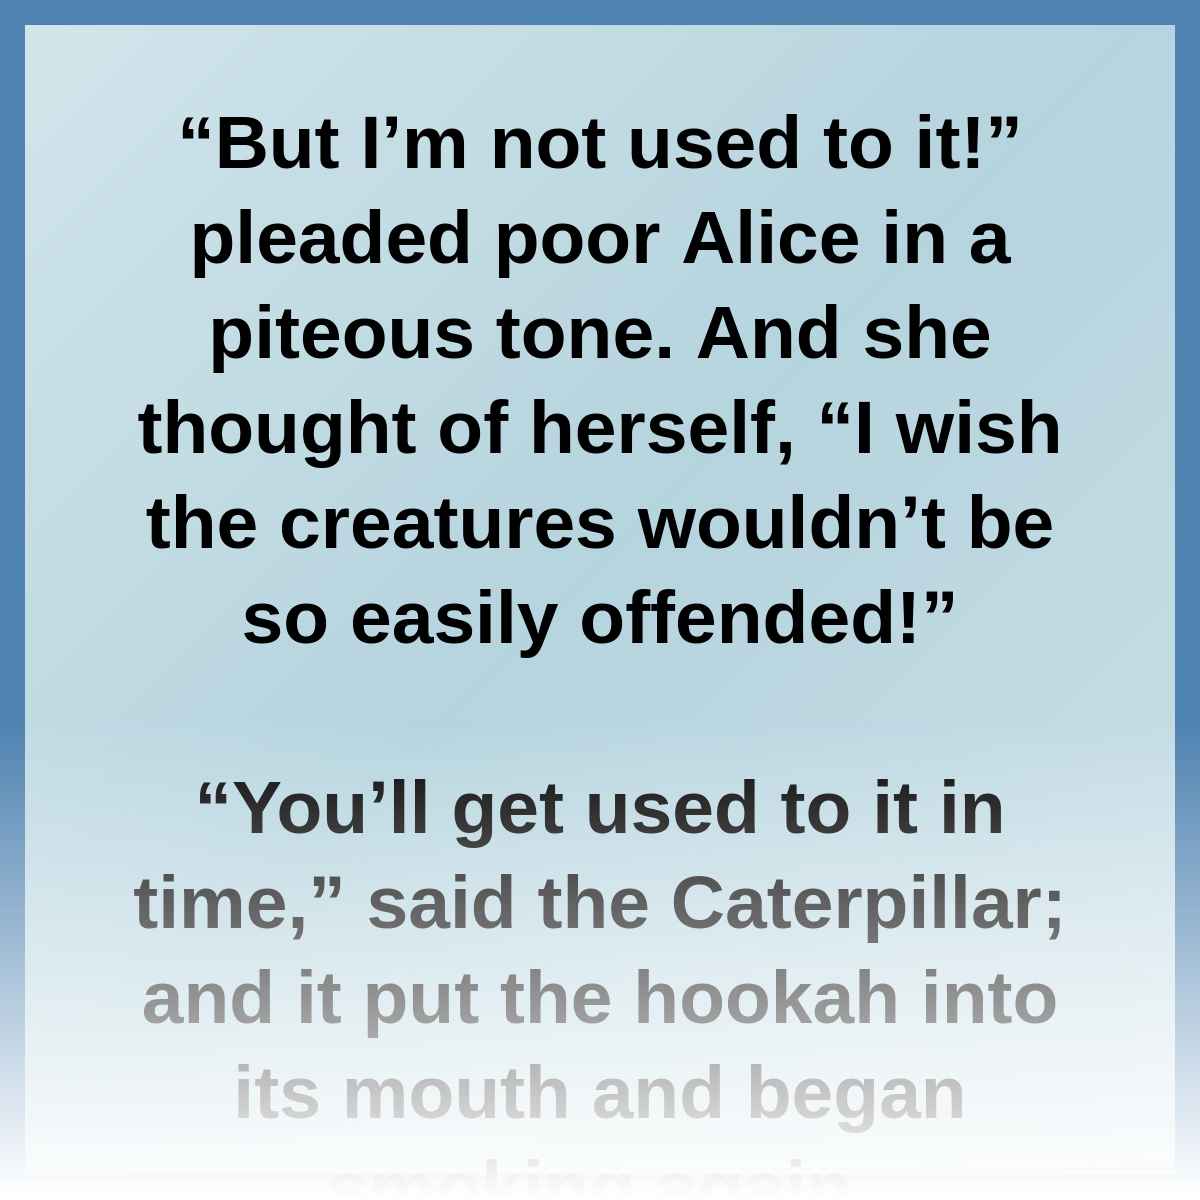 “But I’m not used to it!”
pleaded poor Alice in a
piteous tone. And she
thought of herself, “I wish
the creatures wouldn’t be
so easily offended!”
“You’ll get used to it in
time,” said the Caterpillar;
and it put the hookah into
its mouth and began
smoking again